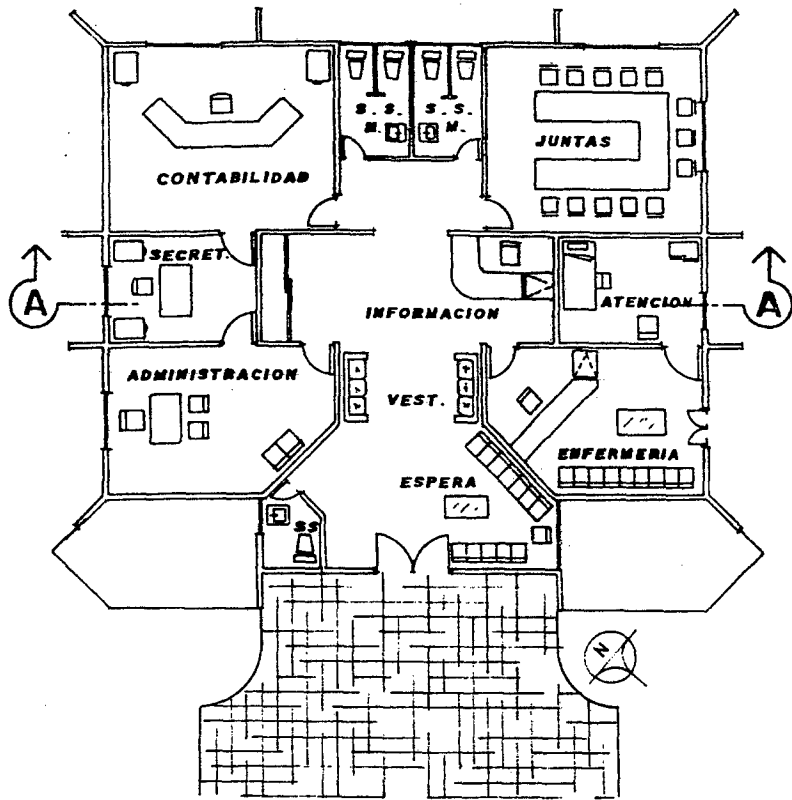 S. S. S. S.
M. M.
JUNTAS
CONTABILIDAD
SECRET.
A
ATENCION
A
INFORMACION
ADMINISTRACION
VEST.
ENFERMERIA
ESPERA
SS
N